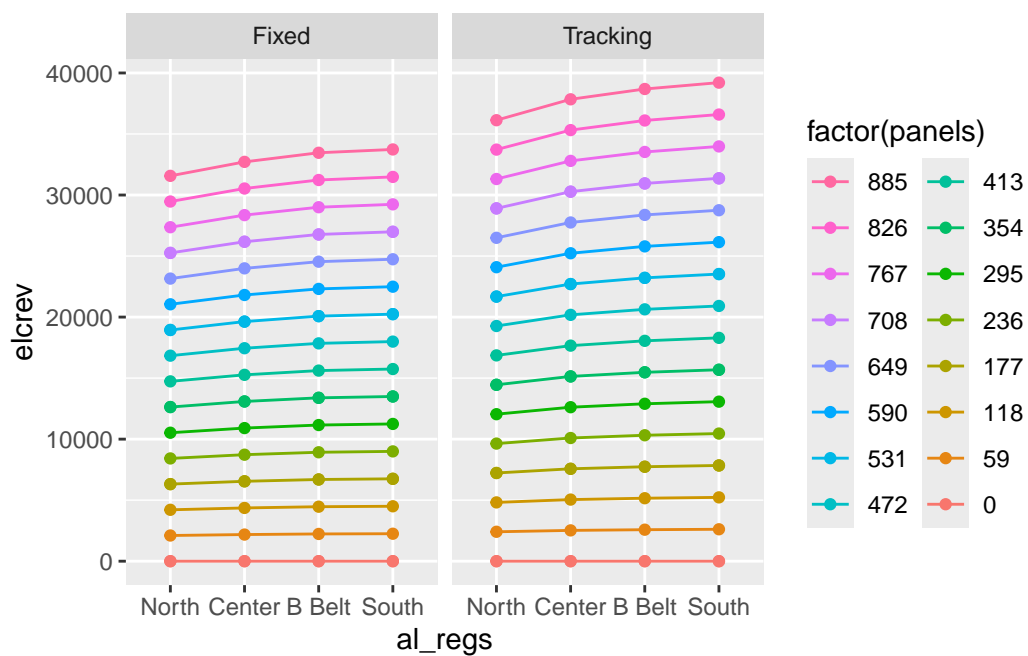 Fixed Tracking
40000
30000
20000
10000
0
elcrev
North Center B Belt South North Center B Belt South
al_regs
factor(panels)
885 413
826 354
767 295
708 236
649 177
590 118
531 59
472 0